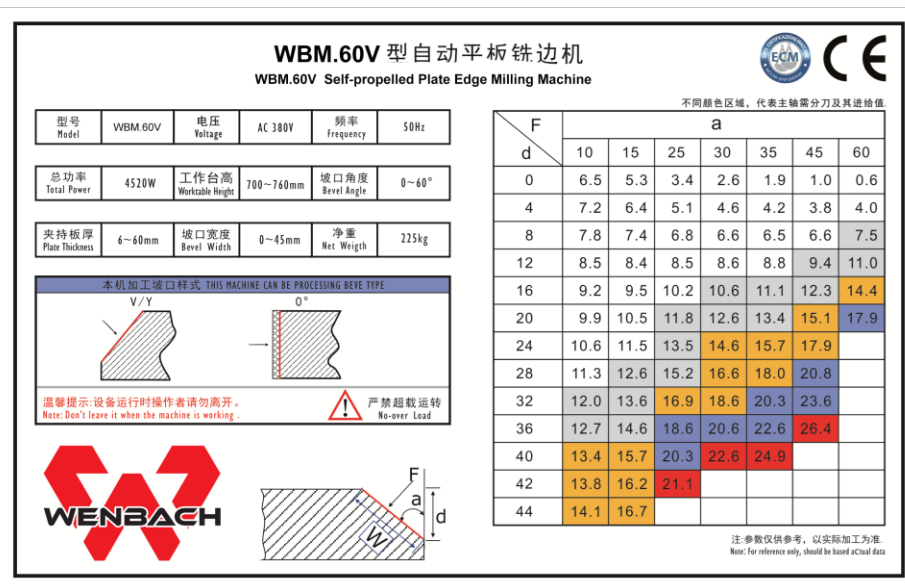 WBM.60V 型自动平板铣边机
WBM.60V Self-propelled Plate Edge Milling Machine
ECM
CE
型号 Model WBM.60V 电压 Voltage AC 380V 频率 Frequency 50Hz
总功率 Total Power 4520W 工作台高 Worktable Height 700~760mm 坡口角度 Bevel Angle 0~60°
夹持板厚 Plate Thickness 6~60mm 坡口宽度 Bevel Width 0~45mm 净重 Net Weigth 225kg
本机加工坡口样式 THIS MACHINE CAN BE PROCESSING BEVE TYPE
V/Y 0°
温馨提示:设备运行时操作者请勿离开。
Note: Don't leave it when the machine is working .
严禁超载运转
No-over Load
WENBACH
F
a
d
W
不同颜色区域，代表主轴需分刀及其进给值.
F a
d 10 15 25 30 35 45 60
0 6.5 5.3 3.4 2.6 1.9 1.0 0.6
4 7.2 6.4 5.1 4.6 4.2 3.8 4.0
8 7.8 7.4 6.8 6.6 6.5 6.6 7.5
12 8.5 8.4 8.5 8.6 8.8 9.4 11.0
16 9.2 9.5 10.2 10.6 11.1 12.3 14.4
20 9.9 10.5 11.8 12.6 13.4 15.1 17.9
24 10.6 11.5 13.5 14.6 15.7 17.9
28 11.3 12.6 15.2 16.6 18.0 20.8
32 12.0 13.6 16.9 18.6 20.3 23.6
36 12.7 14.6 18.6 20.6 22.6 26.4
40 13.4 15.7 20.3 22.6 24.9
42 13.8 16.2 21.1
44 14.1 16.7
注:参数仅供参考，以实际加工为准.
Note: For reference only, should be based aCtual data